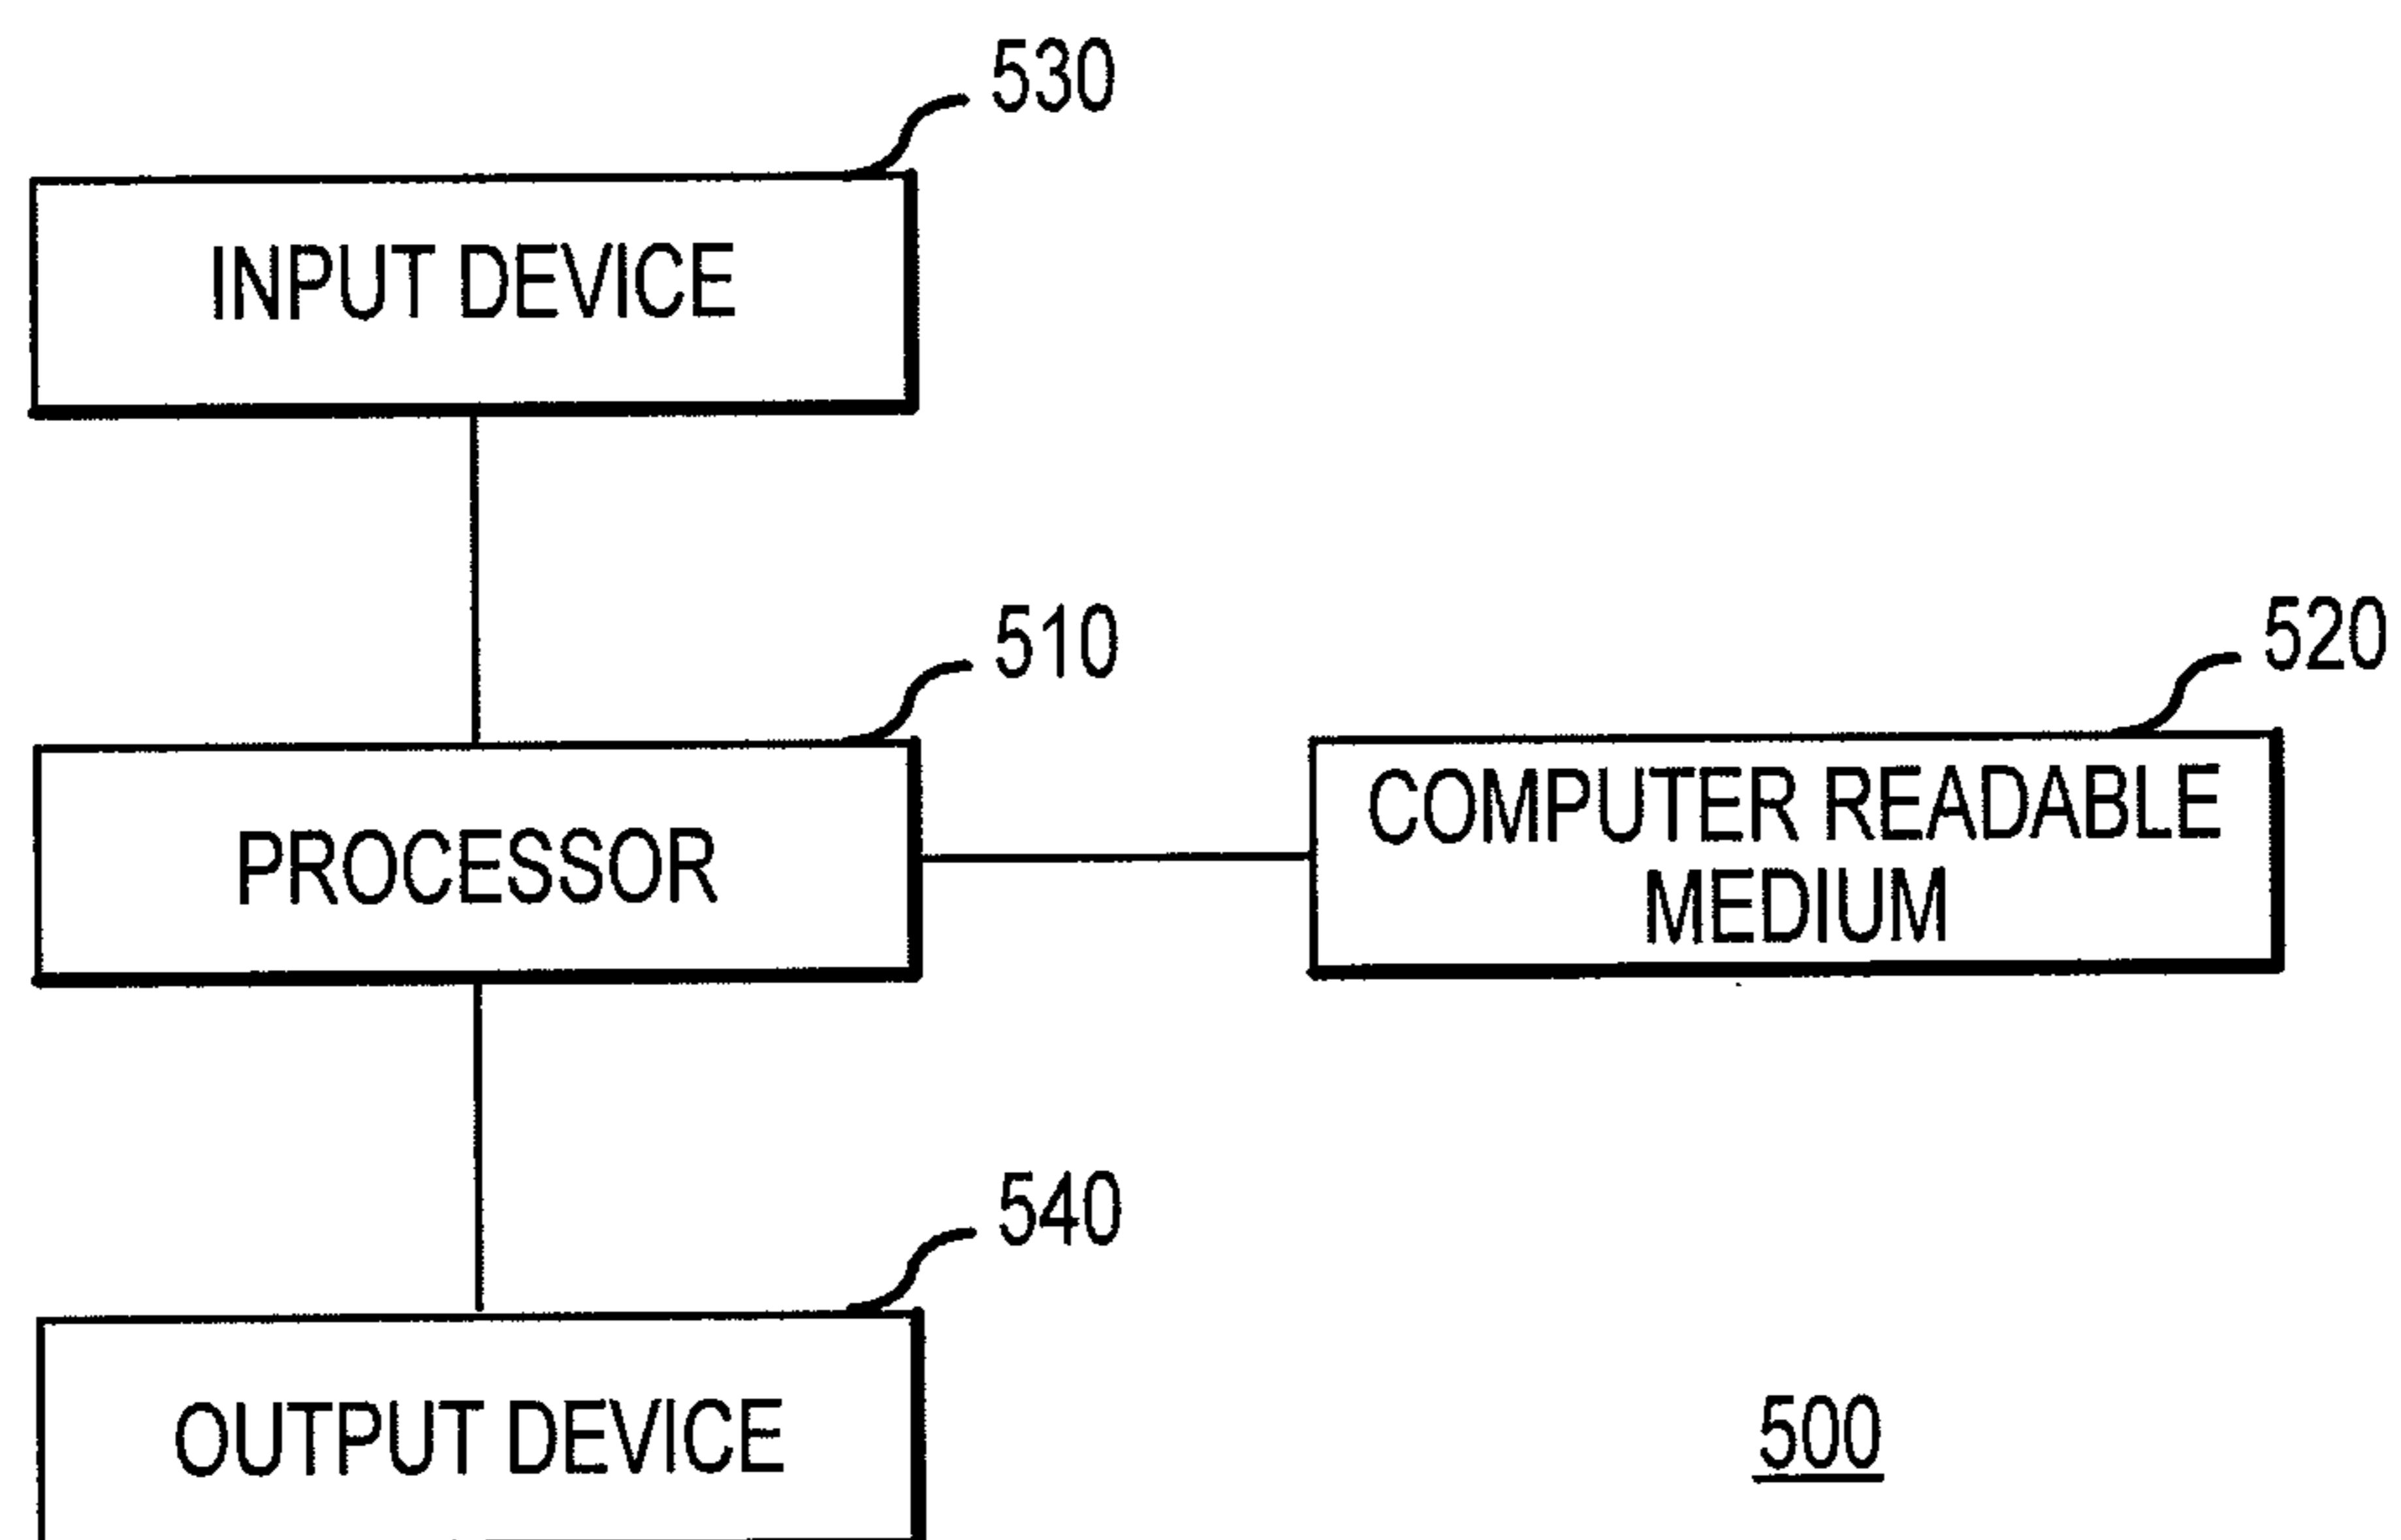 530
INPUT DEVICE
510
520
PROCESSOR
COMPUTER READABLE
MEDIUM
540
OUTPUT DEVICE
500